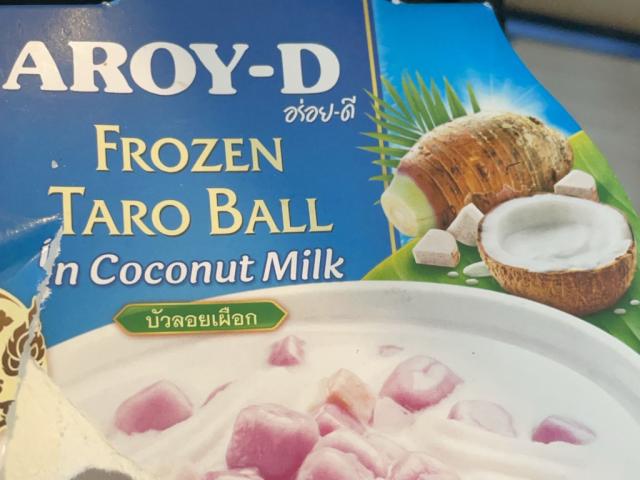 AROY-D
อร่อย-ดี
FROZEN
TARO BALL
in Coconut Milk
บัวลอยเผือก